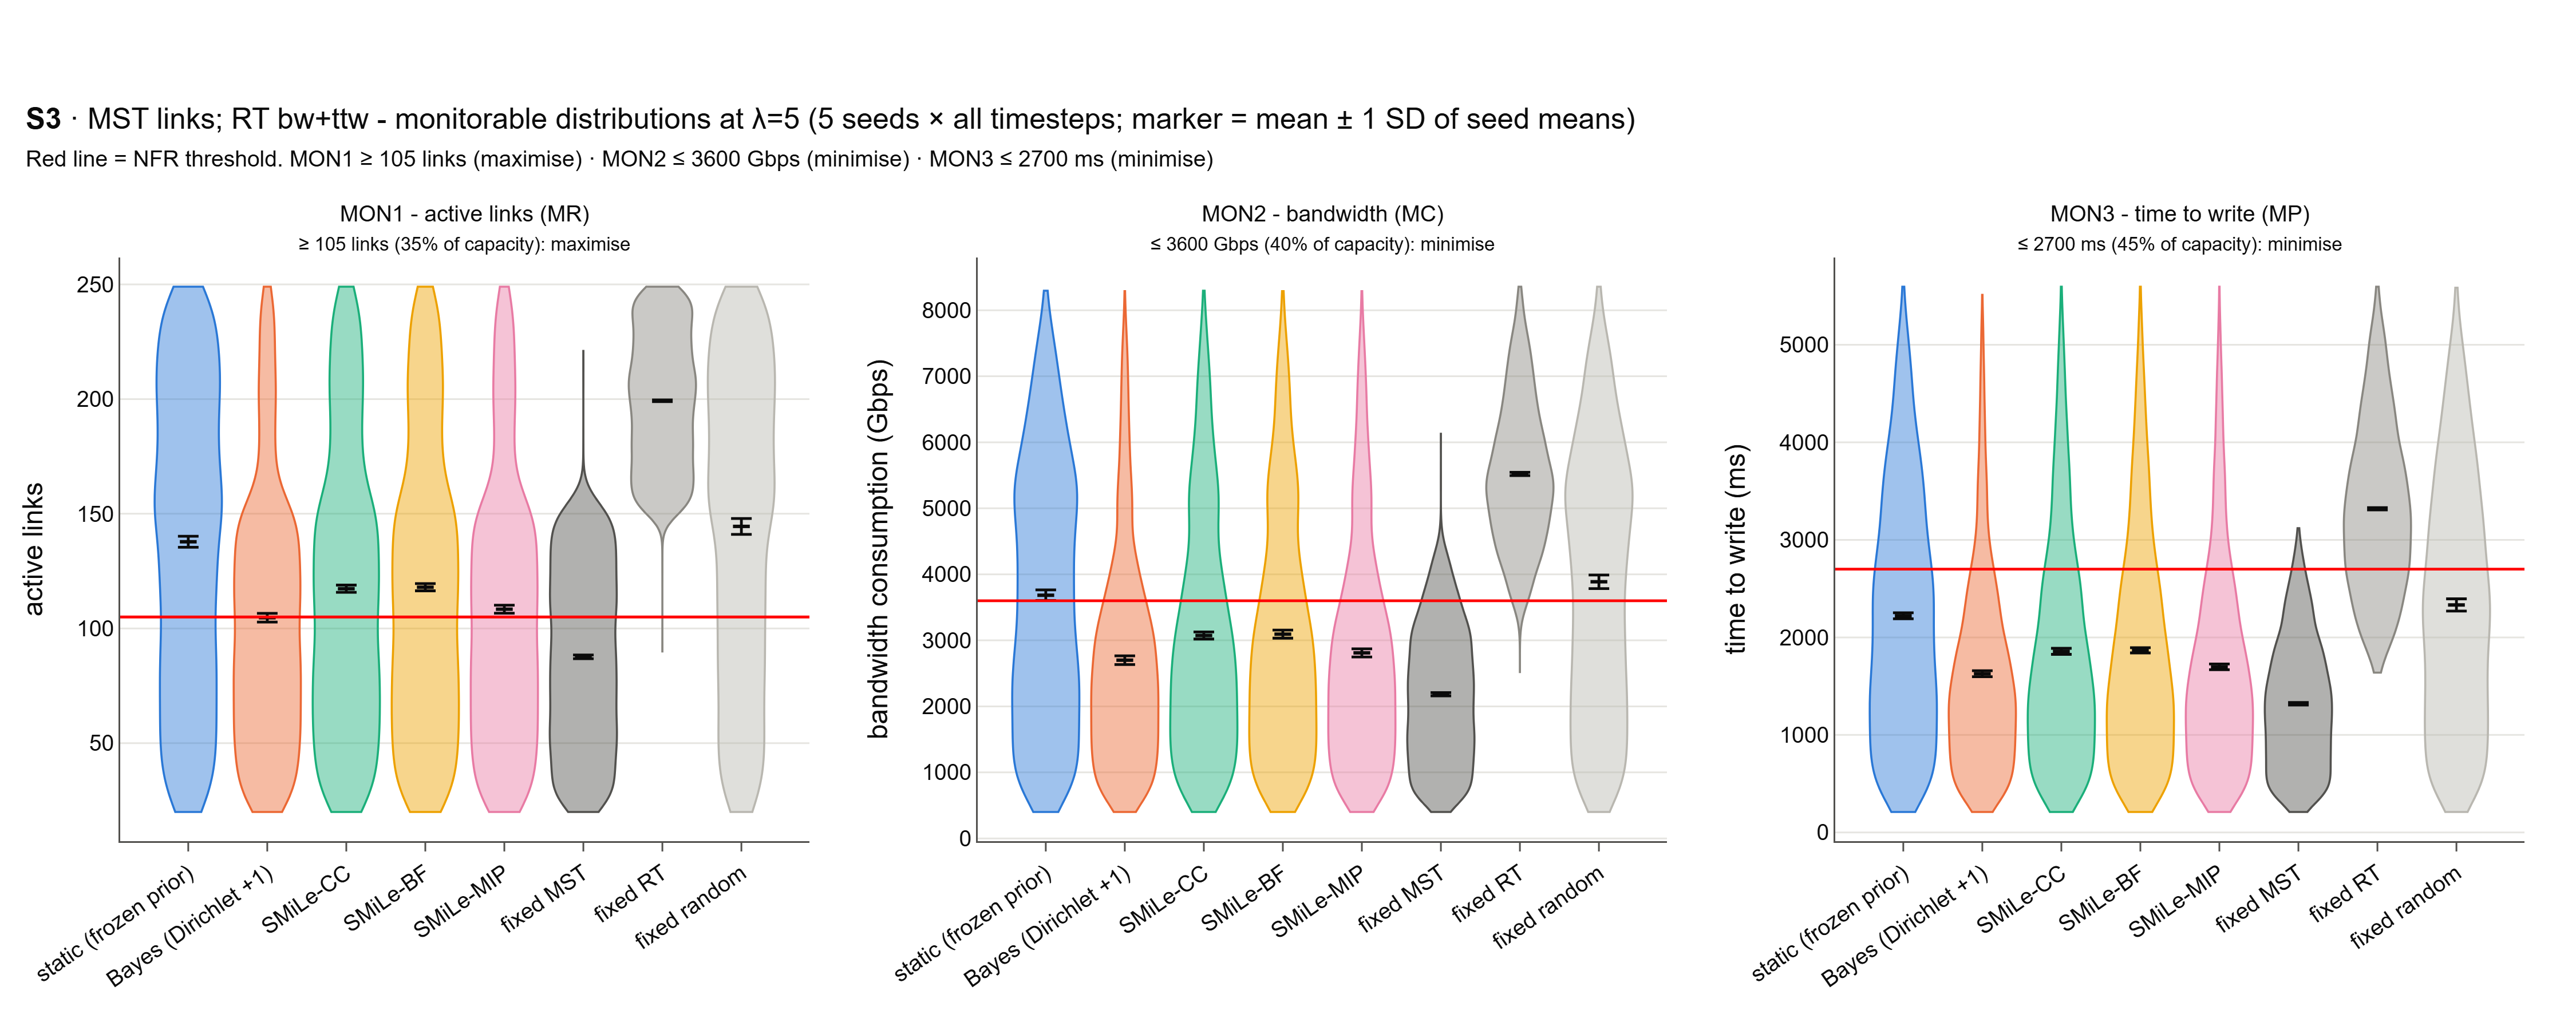 S3 · MST links; RT bw+ttw - monitorable distributions at λ=5 (5 seeds × all timesteps; marker = mean ± 1 SD of seed means)
Red line = NFR threshold. MON1 ≥ 105 links (maximise) · MON2 ≤ 3600 Gbps (minimise) · MON3 ≤ 2700 ms (minimise)
MON1 - active links (MR)
≥ 105 links (35% of capacity): maximise
active links
250
200
150
100
50
static (frozen prior)
Bayes (Dirichlet +1)
SMiLe-CC
SMiLe-BF
SMiLe-MIP
fixed MST
fixed RT
fixed random
MON2 - bandwidth (MC)
≤ 3600 Gbps (40% of capacity): minimise
bandwidth consumption (Gbps)
8000
7000
6000
5000
4000
3000
2000
1000
0
static (frozen prior)
Bayes (Dirichlet +1)
SMiLe-CC
SMiLe-BF
SMiLe-MIP
fixed MST
fixed RT
fixed random
MON3 - time to write (MP)
≤ 2700 ms (45% of capacity): minimise
time to write (ms)
5000
4000
3000
2000
1000
0
static (frozen prior)
Bayes (Dirichlet +1)
SMiLe-CC
SMiLe-BF
SMiLe-MIP
fixed MST
fixed RT
fixed random